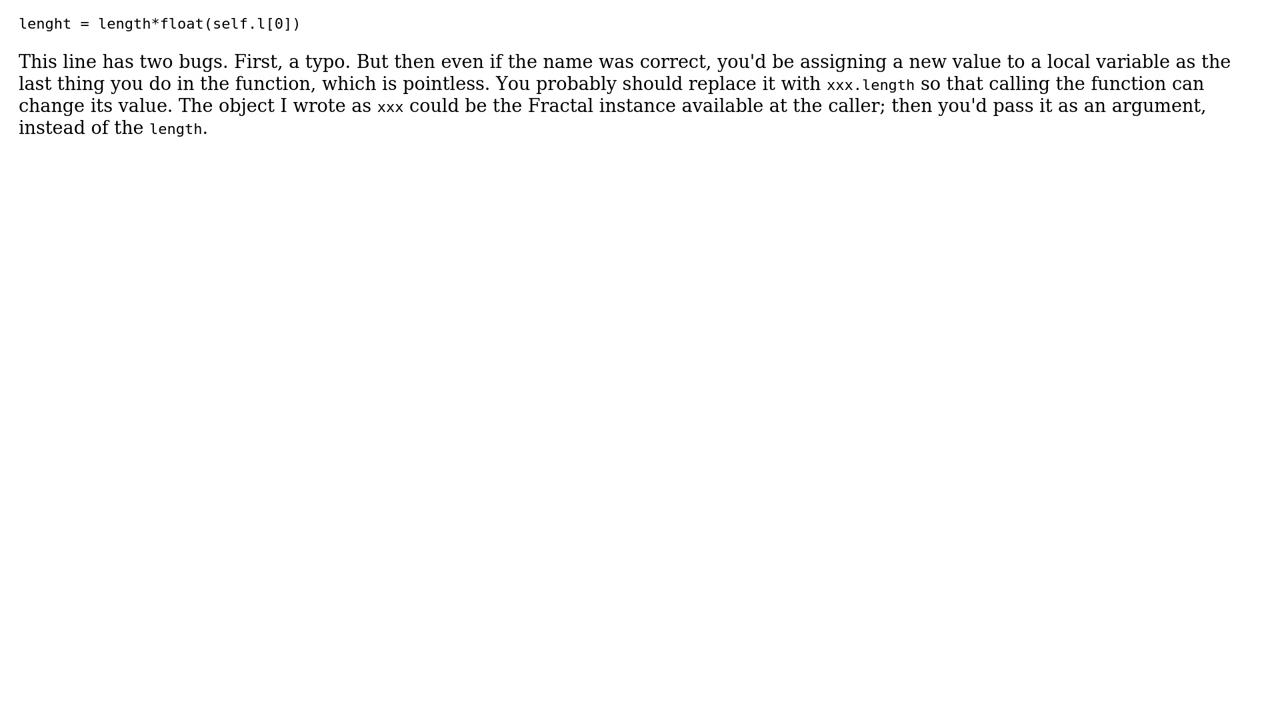 lenght = length*float(self.l[0])
This line has two bugs. First, a typo. But then even if the name was correct, you'd be assigning a new value to a local variable as the
last thing you do in the function, which is pointless. You probably should replace it with xxx.length so that calling the function can
change its value. The object I wrote as xxx could be the Fractal instance available at the caller; then you'd pass it as an argument,
instead of the length.